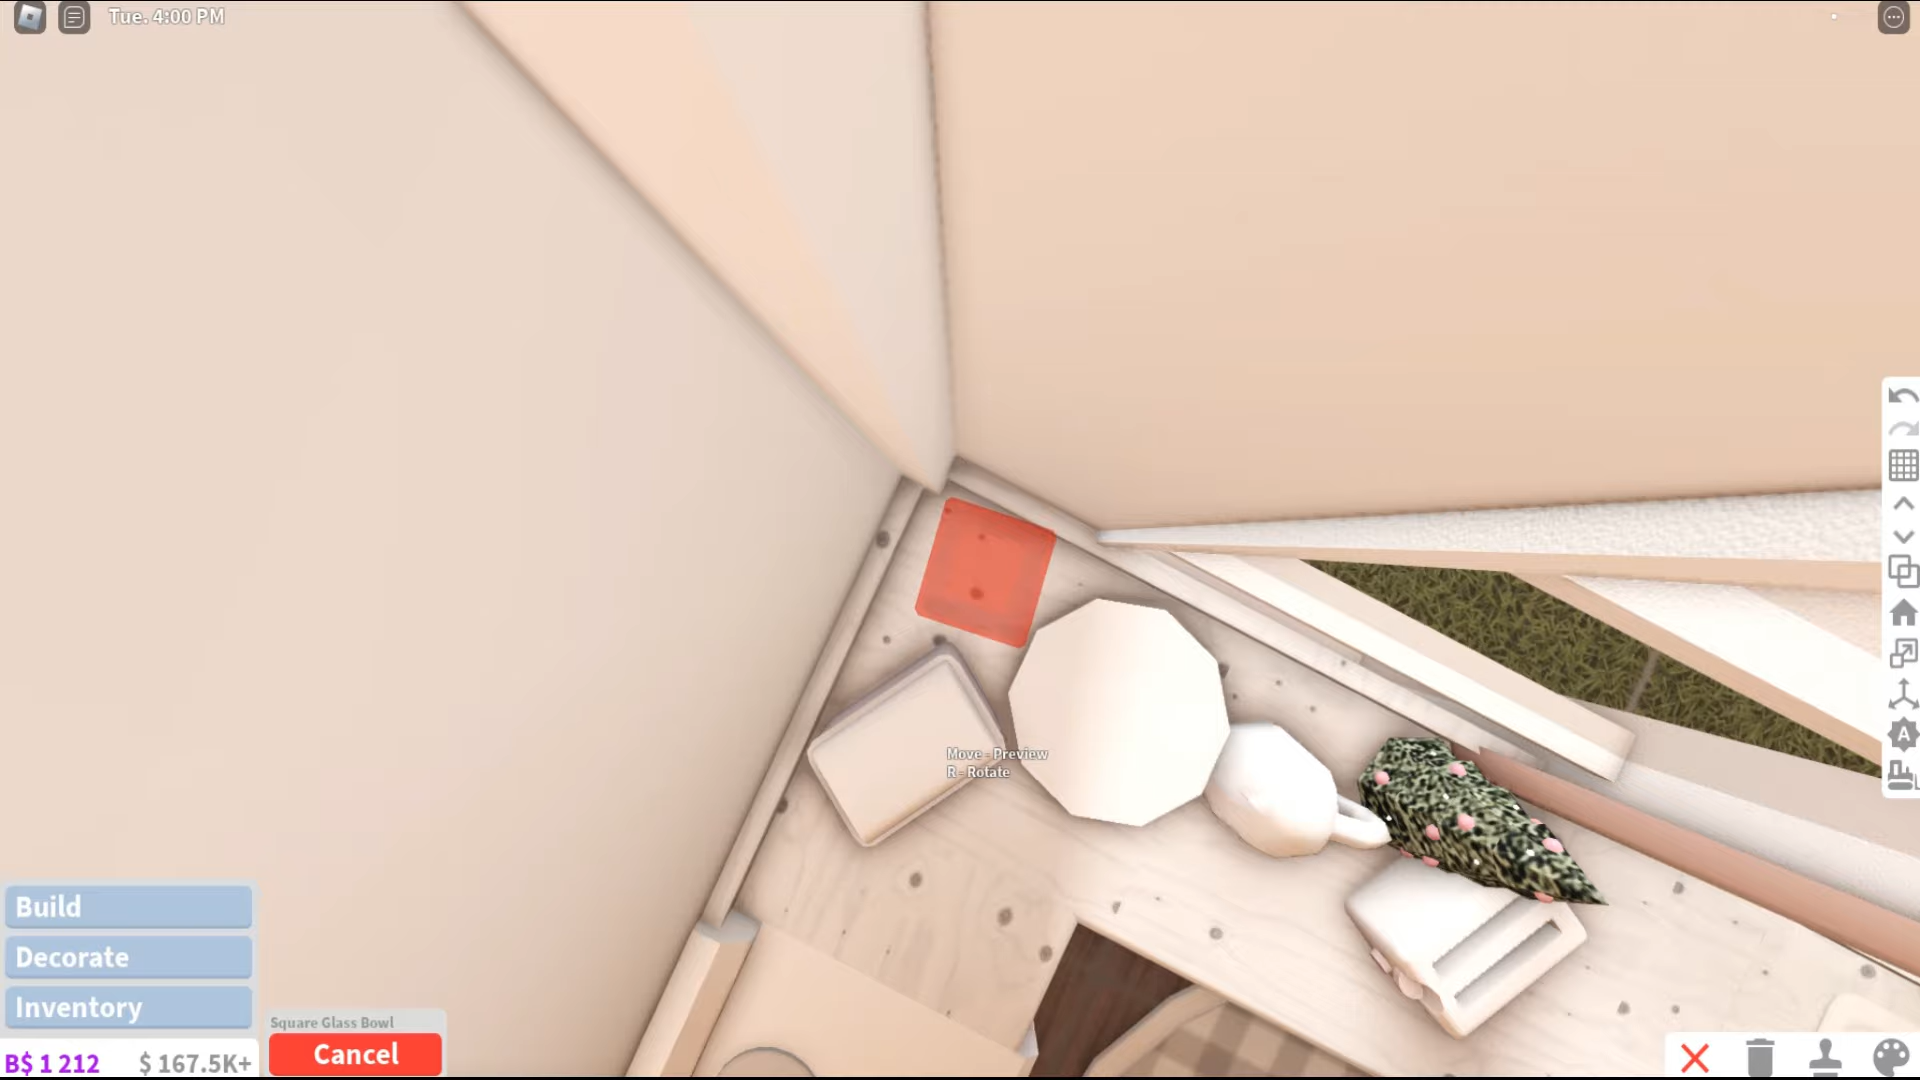 Tue. 4:00 PM
Move - Preview
R - Rotate
Build
Decorate
Inventory
Square Glass Bowl
Cancel
B$ 1 212
$ 167.5K+
A